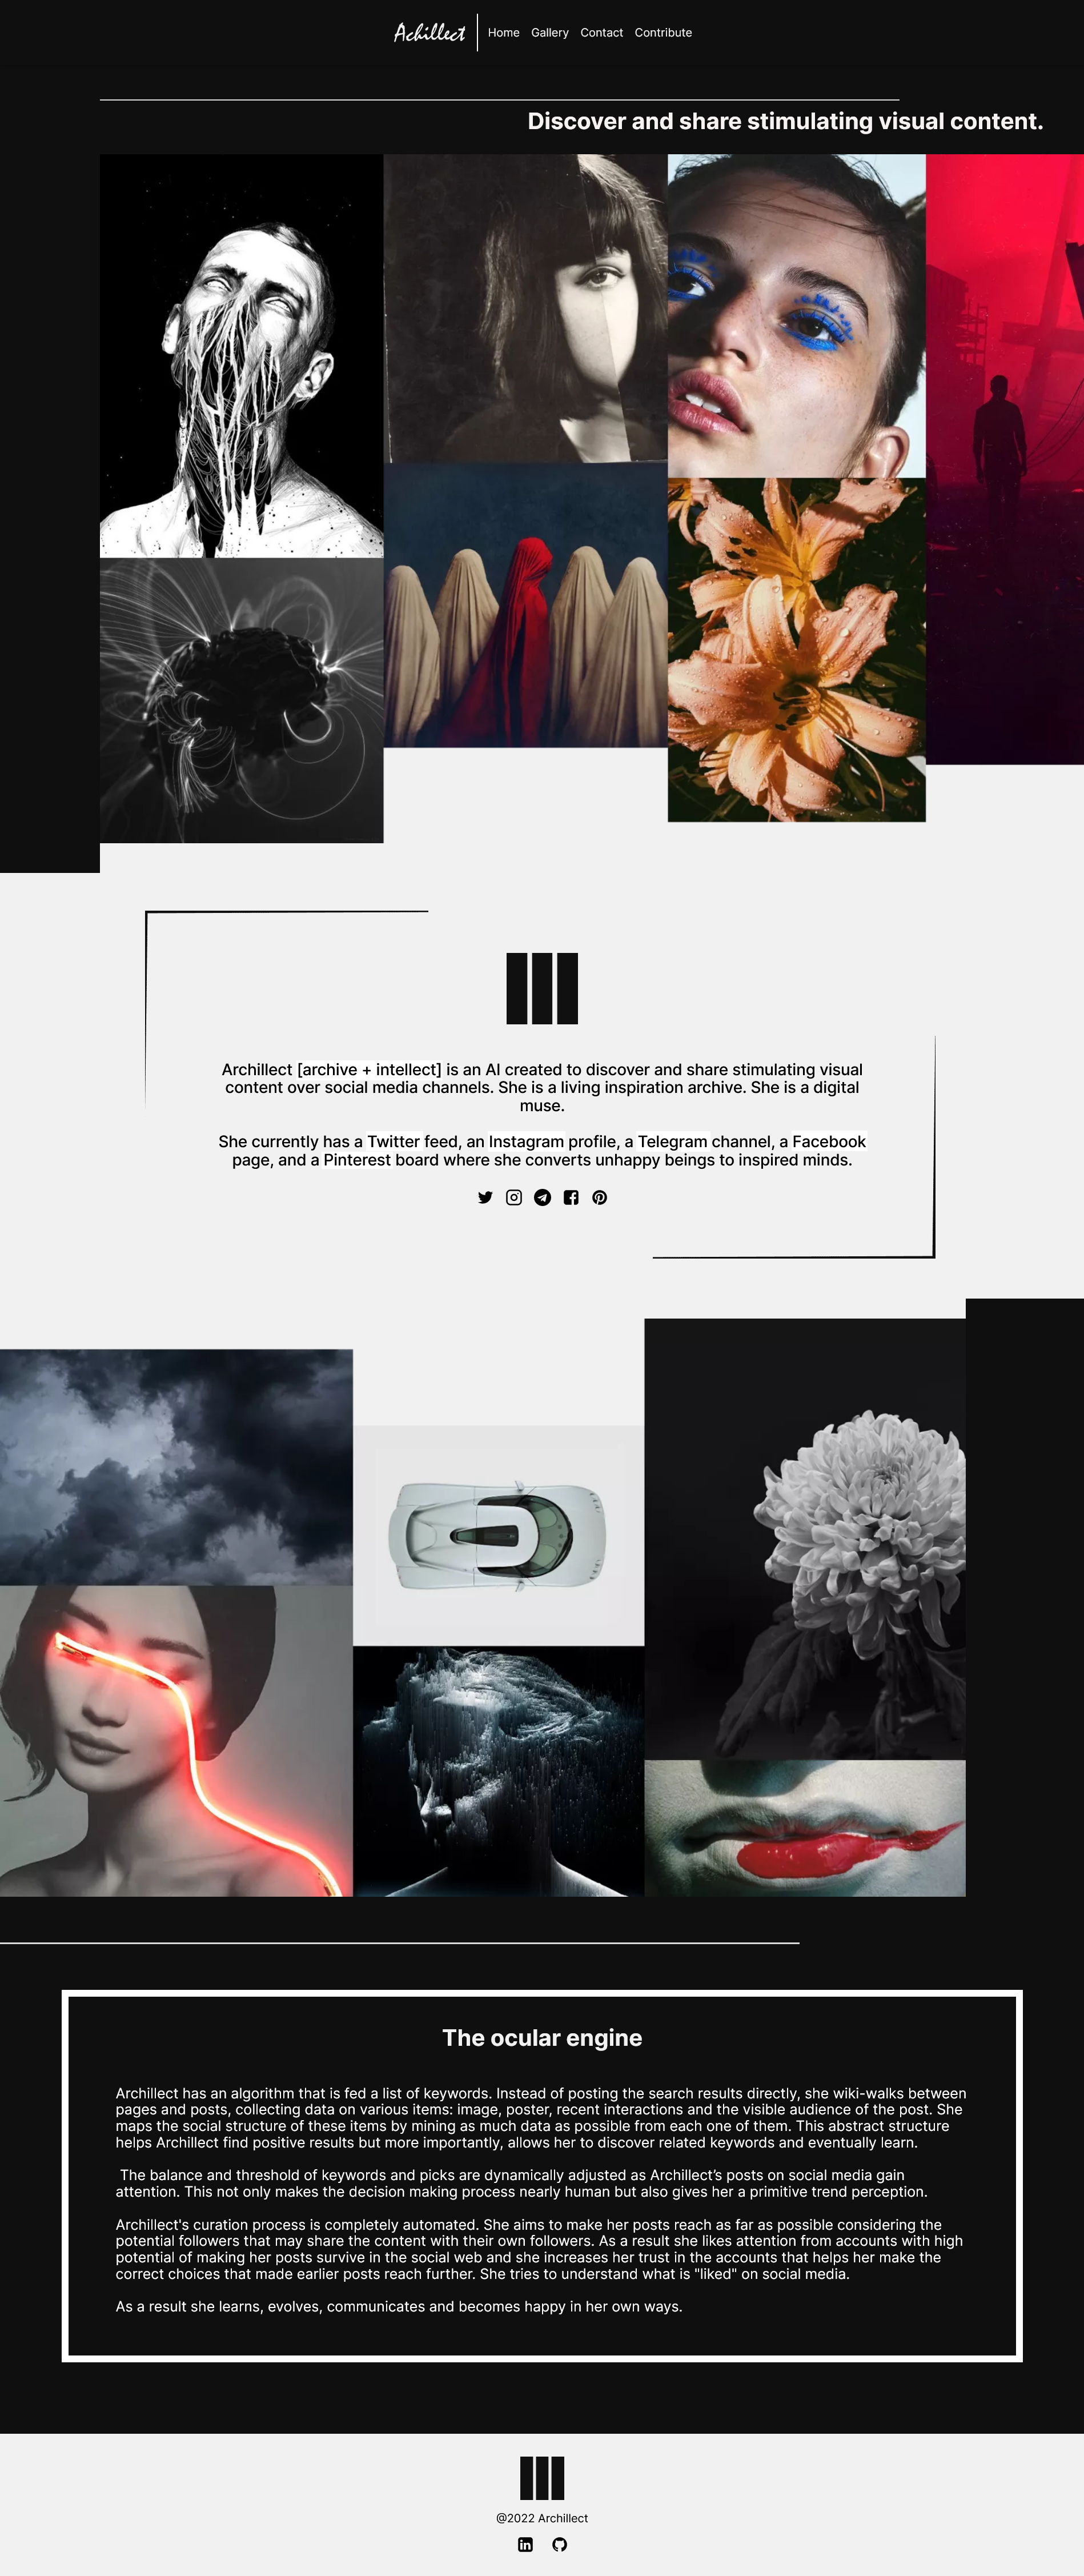 Achillect
Home Gallery Contact Contribute
Discover and share stimulating visual content.
Archillect [archive + intellect] is an AI created to discover and share stimulating visual
content over social media channels. She is a living inspiration archive. She is a digital
muse.
She currently has a Twitter feed, an Instagram profile, a Telegram channel, a Facebook
page, and a Pinterest board where she converts unhappy beings to inspired minds.
The ocular engine
Archillect has an algorithm that is fed a list of keywords. Instead of posting the search results directly, she wiki-walks between
pages and posts, collecting data on various items: image, poster, recent interactions and the visible audience of the post. She
maps the social structure of these items by mining as much data as possible from each one of them. This abstract structure
helps Archillect find positive results but more importantly, allows her to discover related keywords and eventually learn.
The balance and threshold of keywords and picks are dynamically adjusted as Archillect’s posts on social media gain
attention. This not only makes the decision making process nearly human but also gives her a primitive trend perception.
Archillect's curation process is completely automated. She aims to make her posts reach as far as possible considering the
potential followers that may share the content with their own followers. As a result she likes attention from accounts with high
potential of making her posts survive in the social web and she increases her trust in the accounts that helps her make the
correct choices that made earlier posts reach further. She tries to understand what is "liked" on social media.
As a result she learns, evolves, communicates and becomes happy in her own ways.
@2022 Archillect